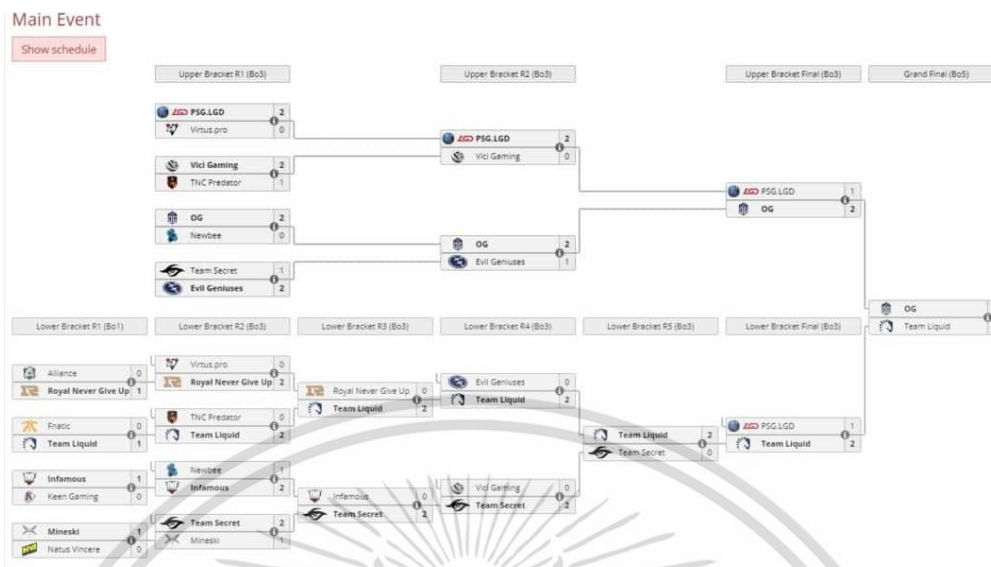 Main Event
Show schedule
Upper Bracket R1 (Bo3)
Upper Bracket R2 (Bo3)
Upper Bracket Final (Bo3)
Grand Final (Bo5)
LGD PSG.LGD 2
Virtus.pro 0
Vici Gaming 2
TNC Predator 1
OG 2
Newbee 0
Team Secret 1
Evil Geniuses 2
LGD PSG.LGD 2
Vici Gaming 0
OG 2
Evil Geniuses 1
LGD PSG.LGD 1
OG 2
OG
Team Liquid
Lower Bracket R1 (Bo1)
Lower Bracket R2 (Bo3)
Lower Bracket R3 (Bo3)
Lower Bracket R4 (Bo3)
Lower Bracket R5 (Bo3)
Lower Bracket Final (Bo3)
Alliance 0
Royal Never Give Up 1
Fnatic 0
Team Liquid 1
Infamous 1
Keen Gaming 0
Mineski 1
Natus Vincere 0
Virtus.pro 0
Royal Never Give Up 2
TNC Predator 0
Team Liquid 2
Newbee 1
Infamous 2
Team Secret 2
Mineski 1
Royal Never Give Up 0
Team Liquid 2
Infamous 0
Team Secret 2
Evil Geniuses 0
Team Liquid 2
Vici Gaming 0
Team Secret 2
Team Liquid 2
Team Secret 0
LGD PSG.LGD 1
Team Liquid 2